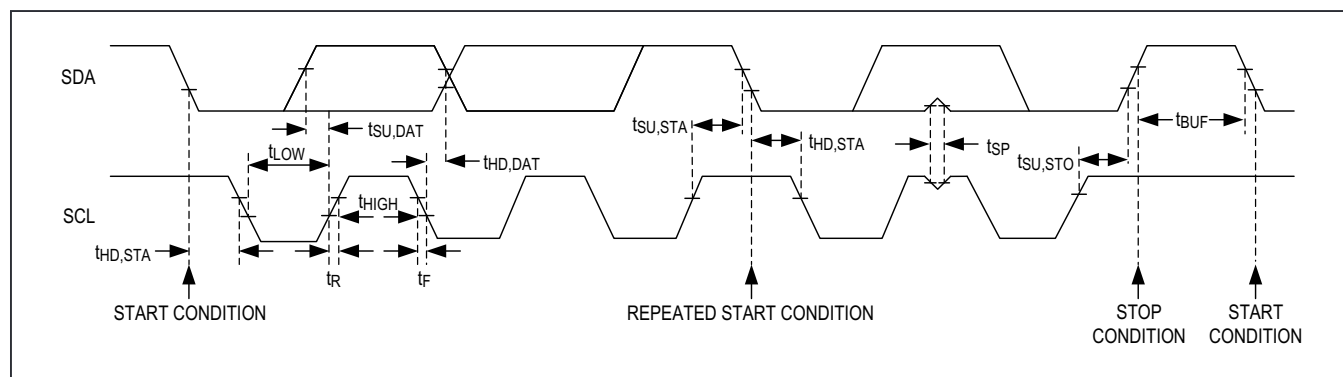 SDA
tSU,DAT
tLOW
tHD,DAT
tSU,STA
tHD,STA
tSP
tBUF
tSU,STO
SCL
tHIGH
tHD,STA
tR
tF
START CONDITION
REPEATED START CONDITION
STOP
CONDITION
START
CONDITION